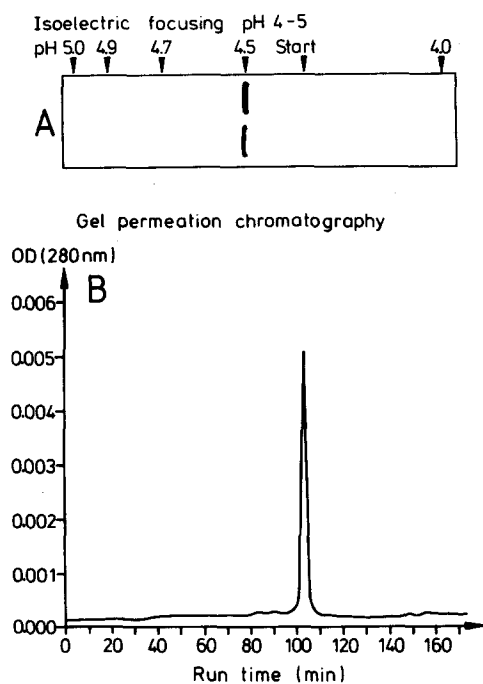 Isoelectric focusing pH 4-5
pH 5.0 4.9 4.7 4.5 Start 4.0
A
Gel permeation chromatography
OD (280nm)
B
0.006
0.005
0.004
0.003
0.002
0.001
0.000
0 20 40 60 80 100 120 140 160
Run time (min)